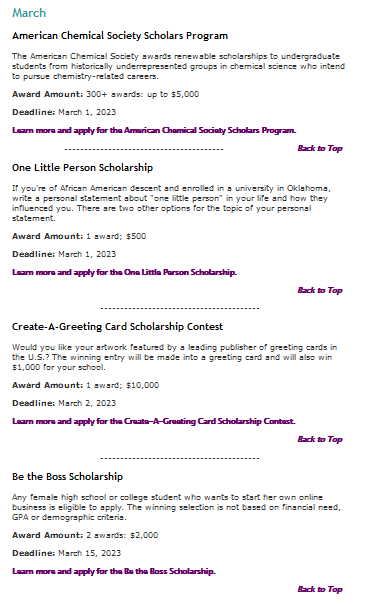 March
American Chemical Society Scholars Program
The American Chemical Society awards renewable scholarships to undergraduate
students from historically underrepresented groups in chemical science who intend
to pursue chemistry-related careers.
Award Amount: 300+ awards: up to $5,000
Deadline: March 1, 2023
Learn more and apply for the American Chemical Society Scholars Program.
----------------------------------- Back to Top
One Little Person Scholarship
If you're of African American descent and enrolled in a university in Oklahoma,
write a personal statement about "one little person" in your life and how they
influenced you. There are two other options for the topic of your personal
statement.
Award Amount: 1 award; $500
Deadline: March 1, 2023
Learn more and apply for the One Little Person Scholarship.
Back to Top
-----------------------------------
Create-A-Greeting Card Scholarship Contest
Would you like your artwork featured by a leading publisher of greeting cards in
the U.S.? The winning entry will be made into a greeting card and will also win
$1,000 for your school.
Award Amount: 1 award; $10,000
Deadline: March 2, 2023
Learn more and apply for the Create-A-Greeting Card Scholarship Contest.
Back to Top
-----------------------------------
Be the Boss Scholarship
Any female high school or college student who wants to start her own online
business is eligible to apply. The winning selection is not based on financial need,
GPA or demographic criteria.
Award Amount: 2 awards: $2,000
Deadline: March 15, 2023
Learn more and apply for the Be the Boss Scholarship.
Back to Top